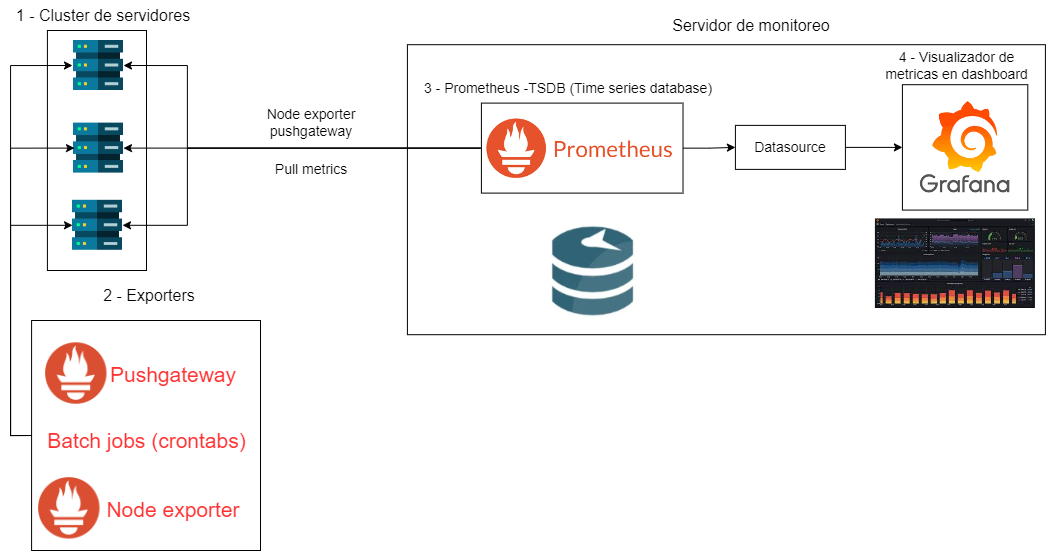 1 - Cluster de servidores
Servidor de monitoreo
4 - Visualizador de
metricas en dashboard
3 - Prometheus -TSDB (Time series database)
Node exporter
pushgateway
Pull metrics
Prometheus
Datasource
Grafana
2 - Exporters
Pushgateway
Batch jobs (crontabs)
Node exporter